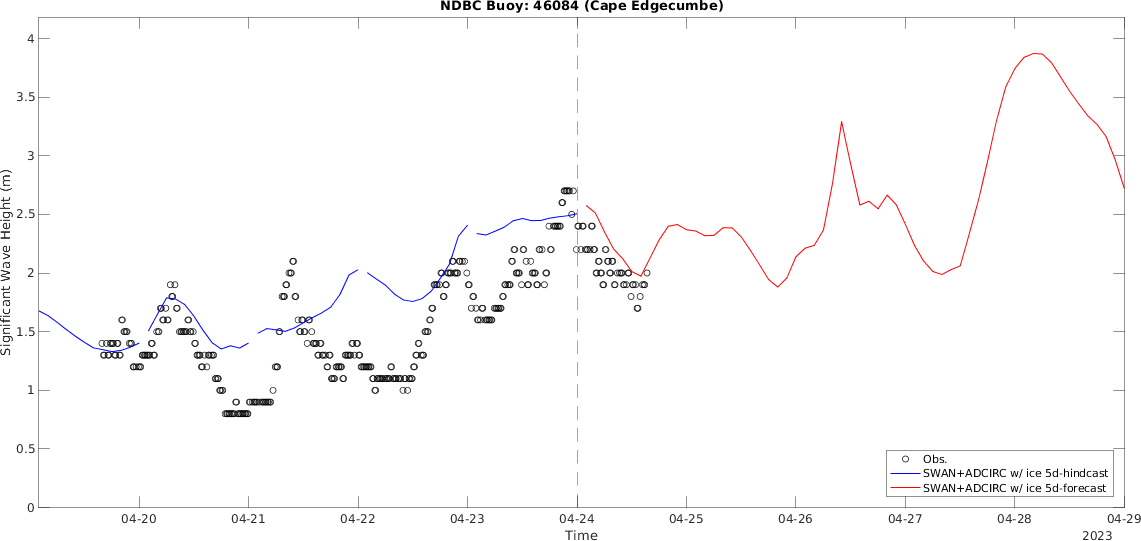 NDBC Buoy: 46084 (Cape Edgecumbe)
Significant Wave Height (m)
4
3.5
3
2.5
2
1.5
1
0.5
0
Obs.
SWAN+ADCIRC w/ ice 5d-hindcast
SWAN+ADCIRC w/ ice 5d-forecast
04-20 04-21 04-22 04-23 04-24 04-25 04-26 04-27 04-28 04-29
Time
2023